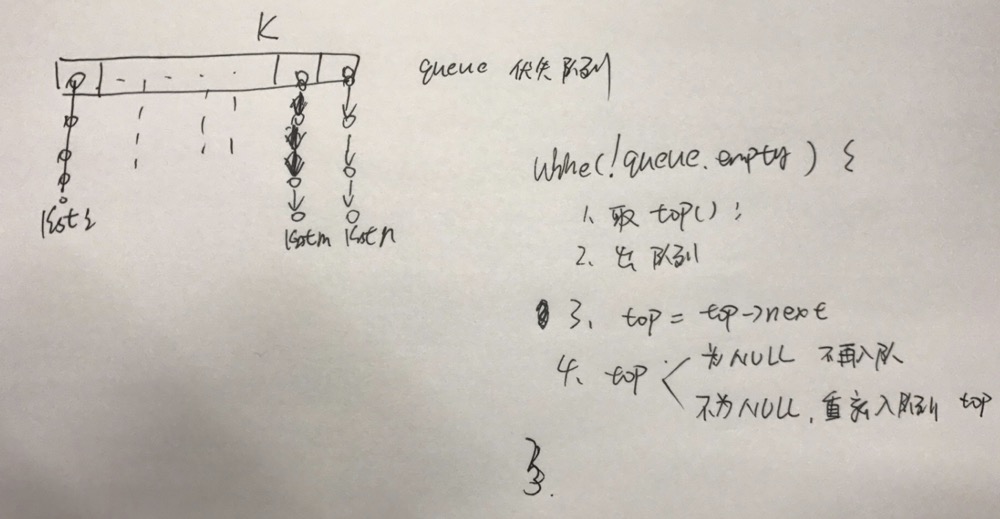 K
queue 优先队列
list1
listm
listn
while(!queue.empty) {
1、取 top();
2、出 队列
3、top = top->next
4、top
为NULL 不再入队
不为NULL,重新入队列 top
}.